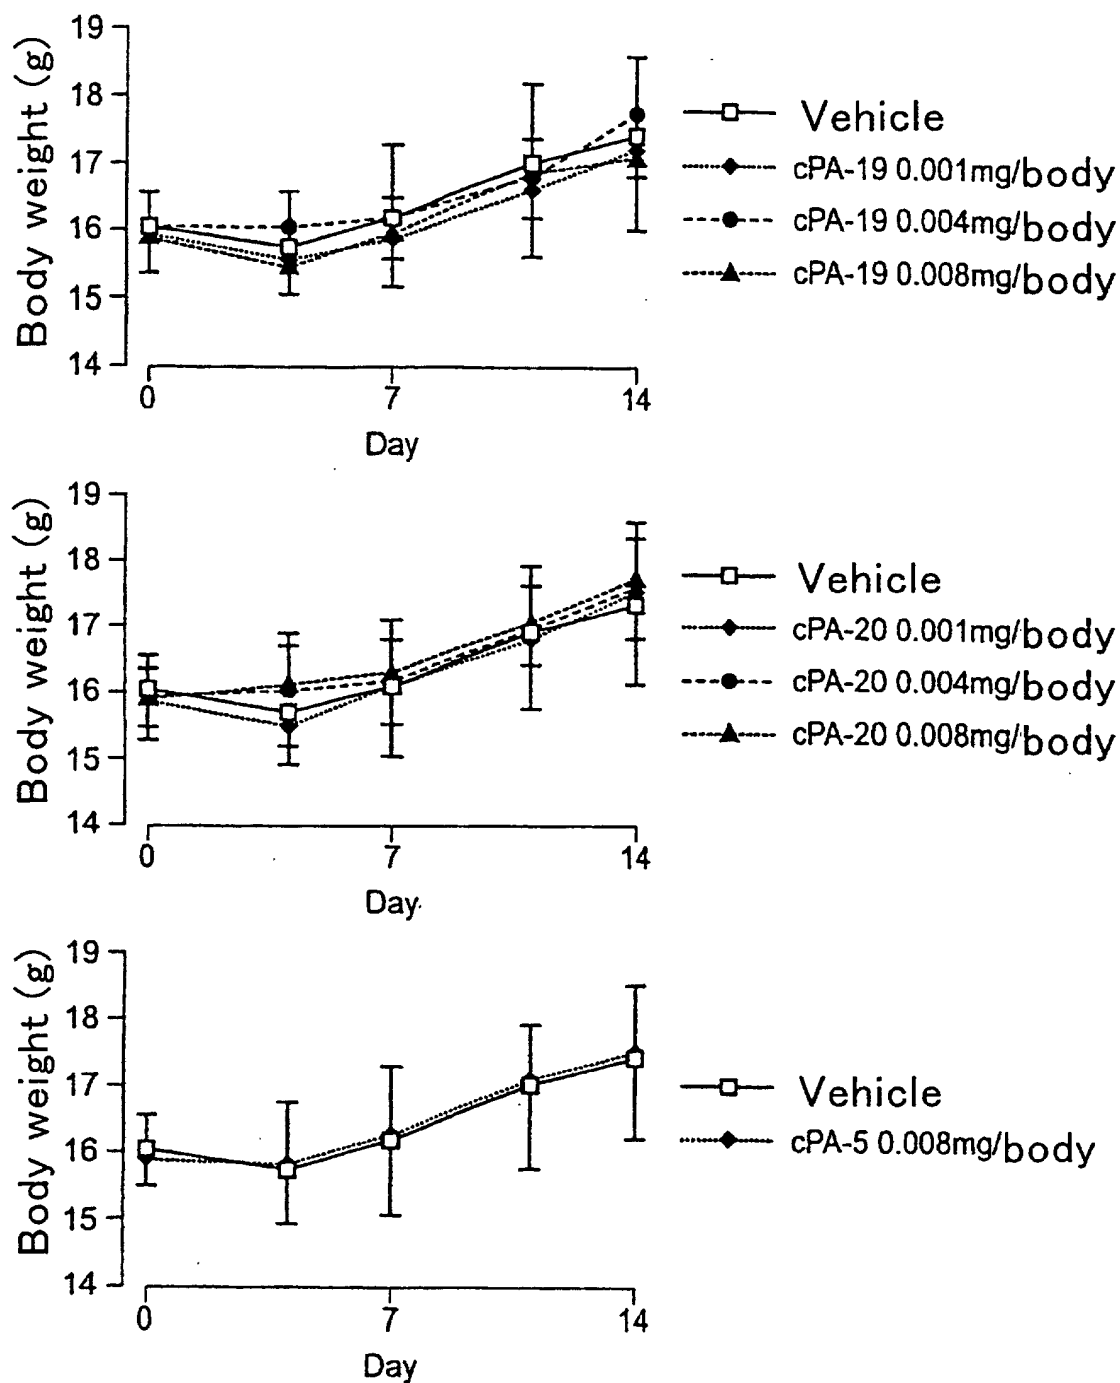 Body weight (g)
19
18
17
16
15
14
0
7
14
Day
Vehicle
cPA-19 0.001mg/body
cPA-19 0.004mg/body
cPA-19 0.008mg/body
Body weight (g)
19
18
17
16
15
14
0
7
14
Day
Vehicle
cPA-20 0.001mg/body
cPA-20 0.004mg/body
cPA-20 0.008mg/body
Body weight (g)
19
18
17
16
15
14
0
7
14
Day
Vehicle
cPA-5 0.008mg/body